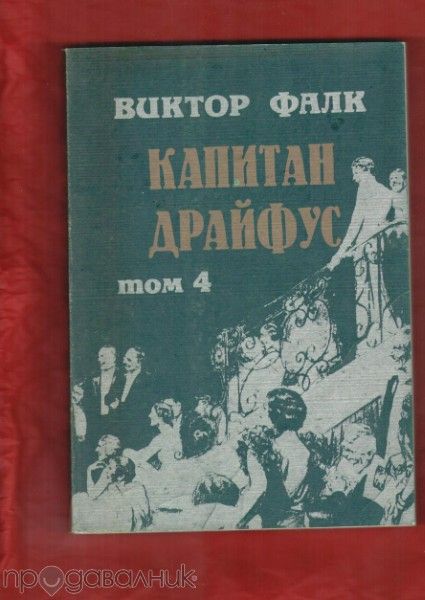 ВИКТОР ФАЛК
КАПИТАН
ДРАЙФУС
том 4
продавалник